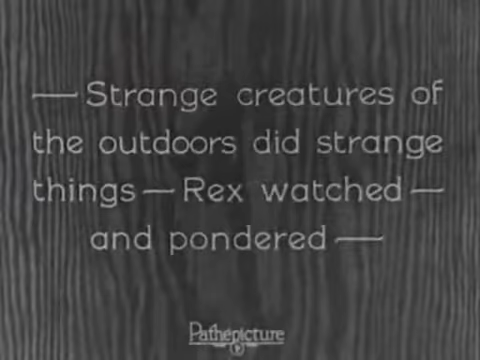 — Strange creatures of
the outdoors did strange
things — Rex watched —
and pondered —
Pathépicture